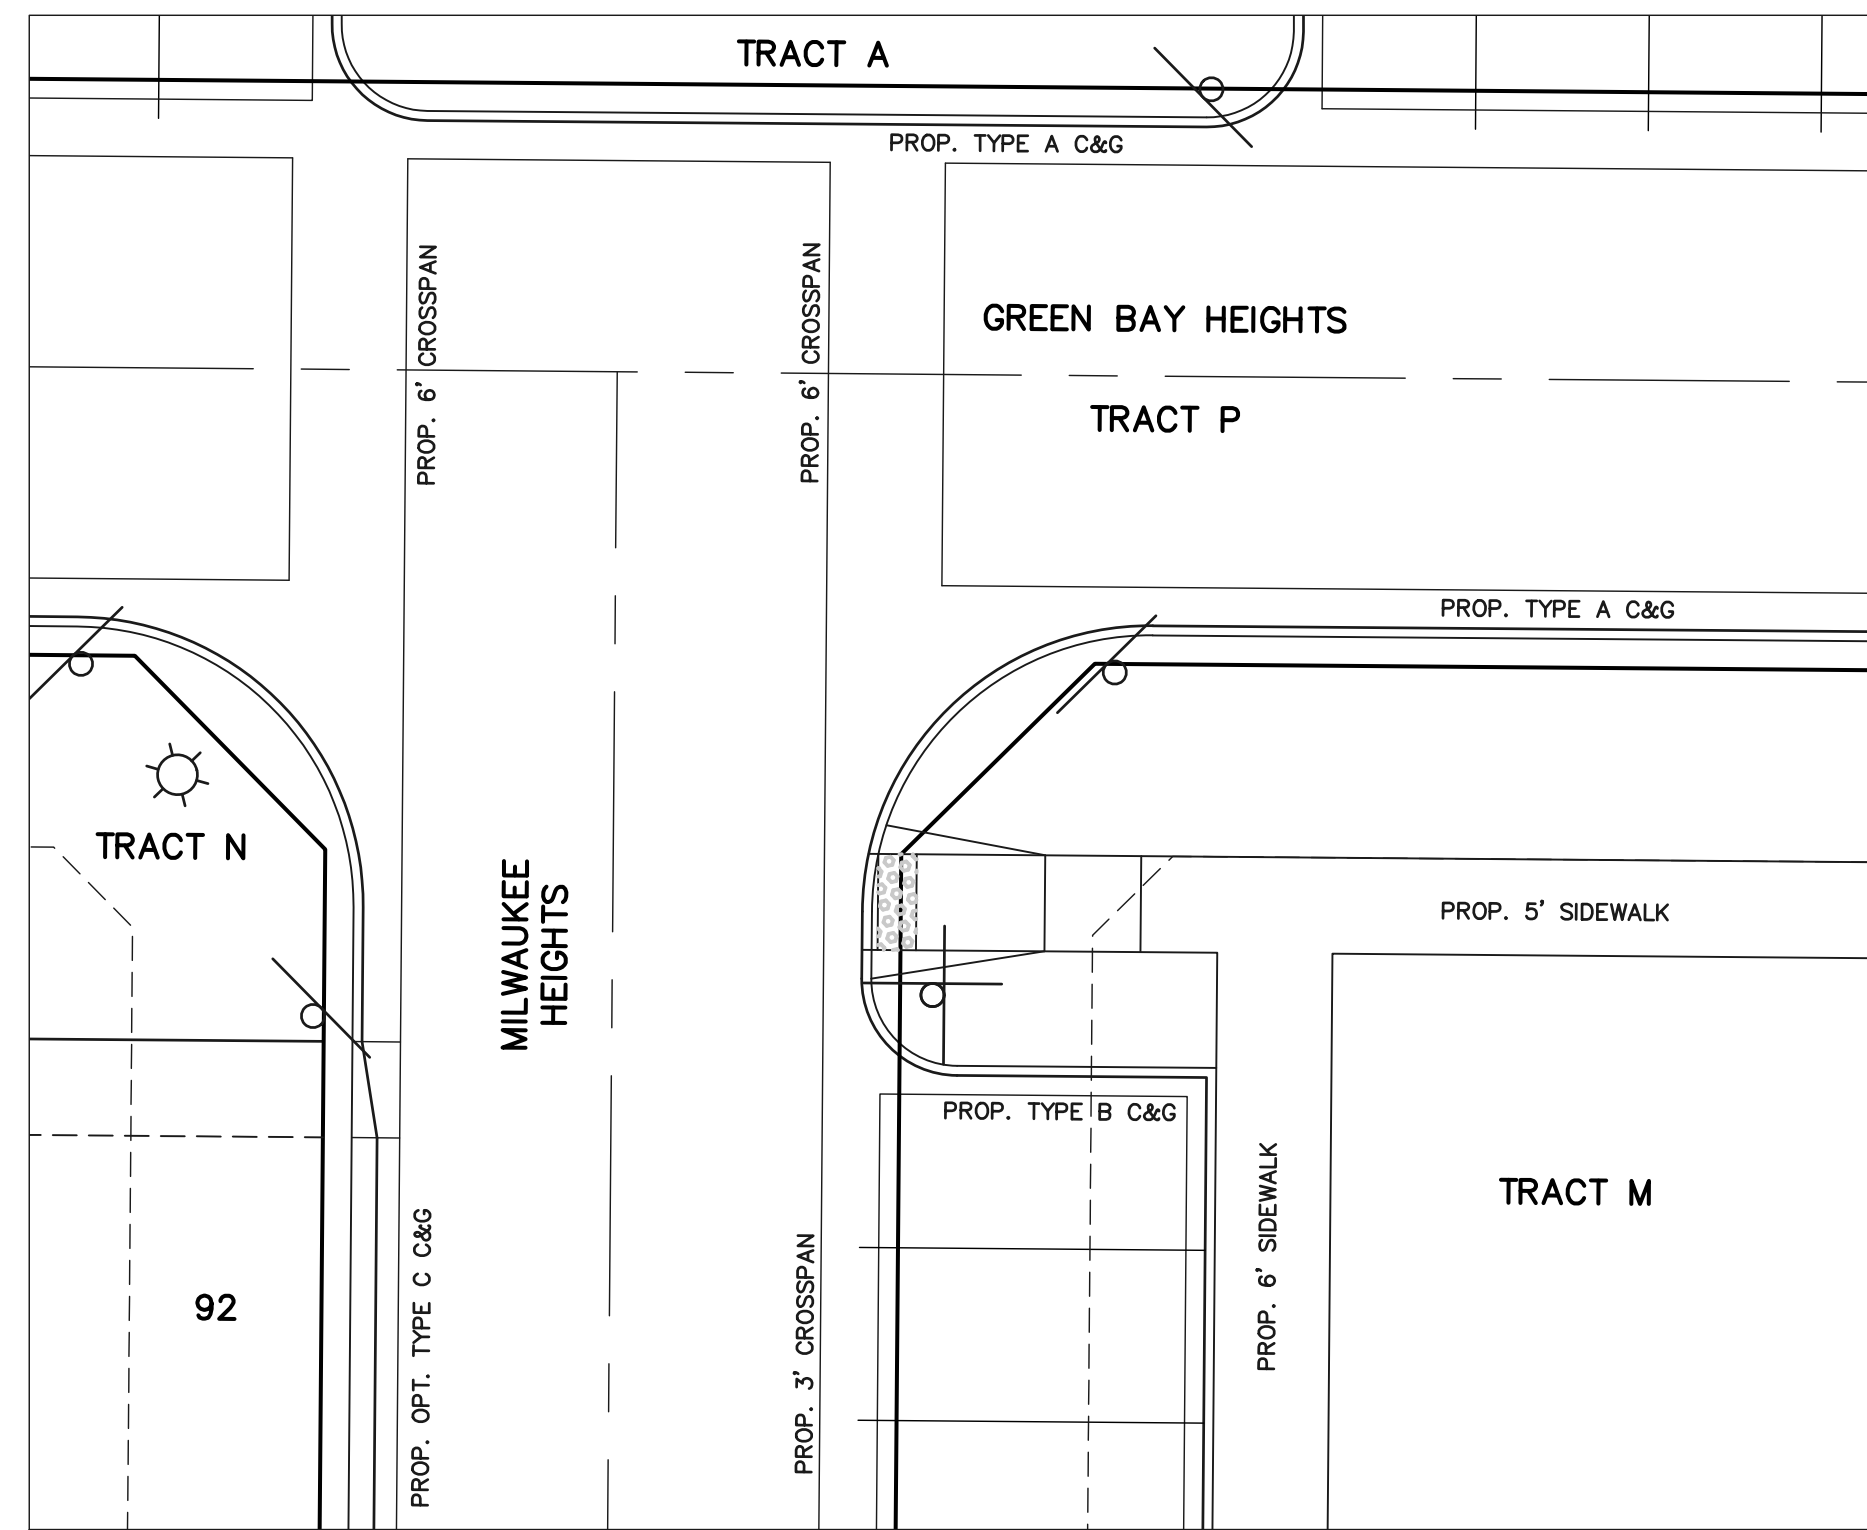 TRACT A
PROP. TYPE A C&G
PROP. 6' CROSSPAN
PROP. 6' CROSSPAN
GREEN BAY HEIGHTS
TRACT P
PROP. TYPE A C&G
TRACT N
MILWAUKEE
HEIGHTS
PROP. 5' SIDEWALK
PROP. TYPE B C&G
PROP. 6' SIDEWALK
TRACT M
92
PROP. OPT. TYPE C C&G
PROP. 3' CROSSPAN